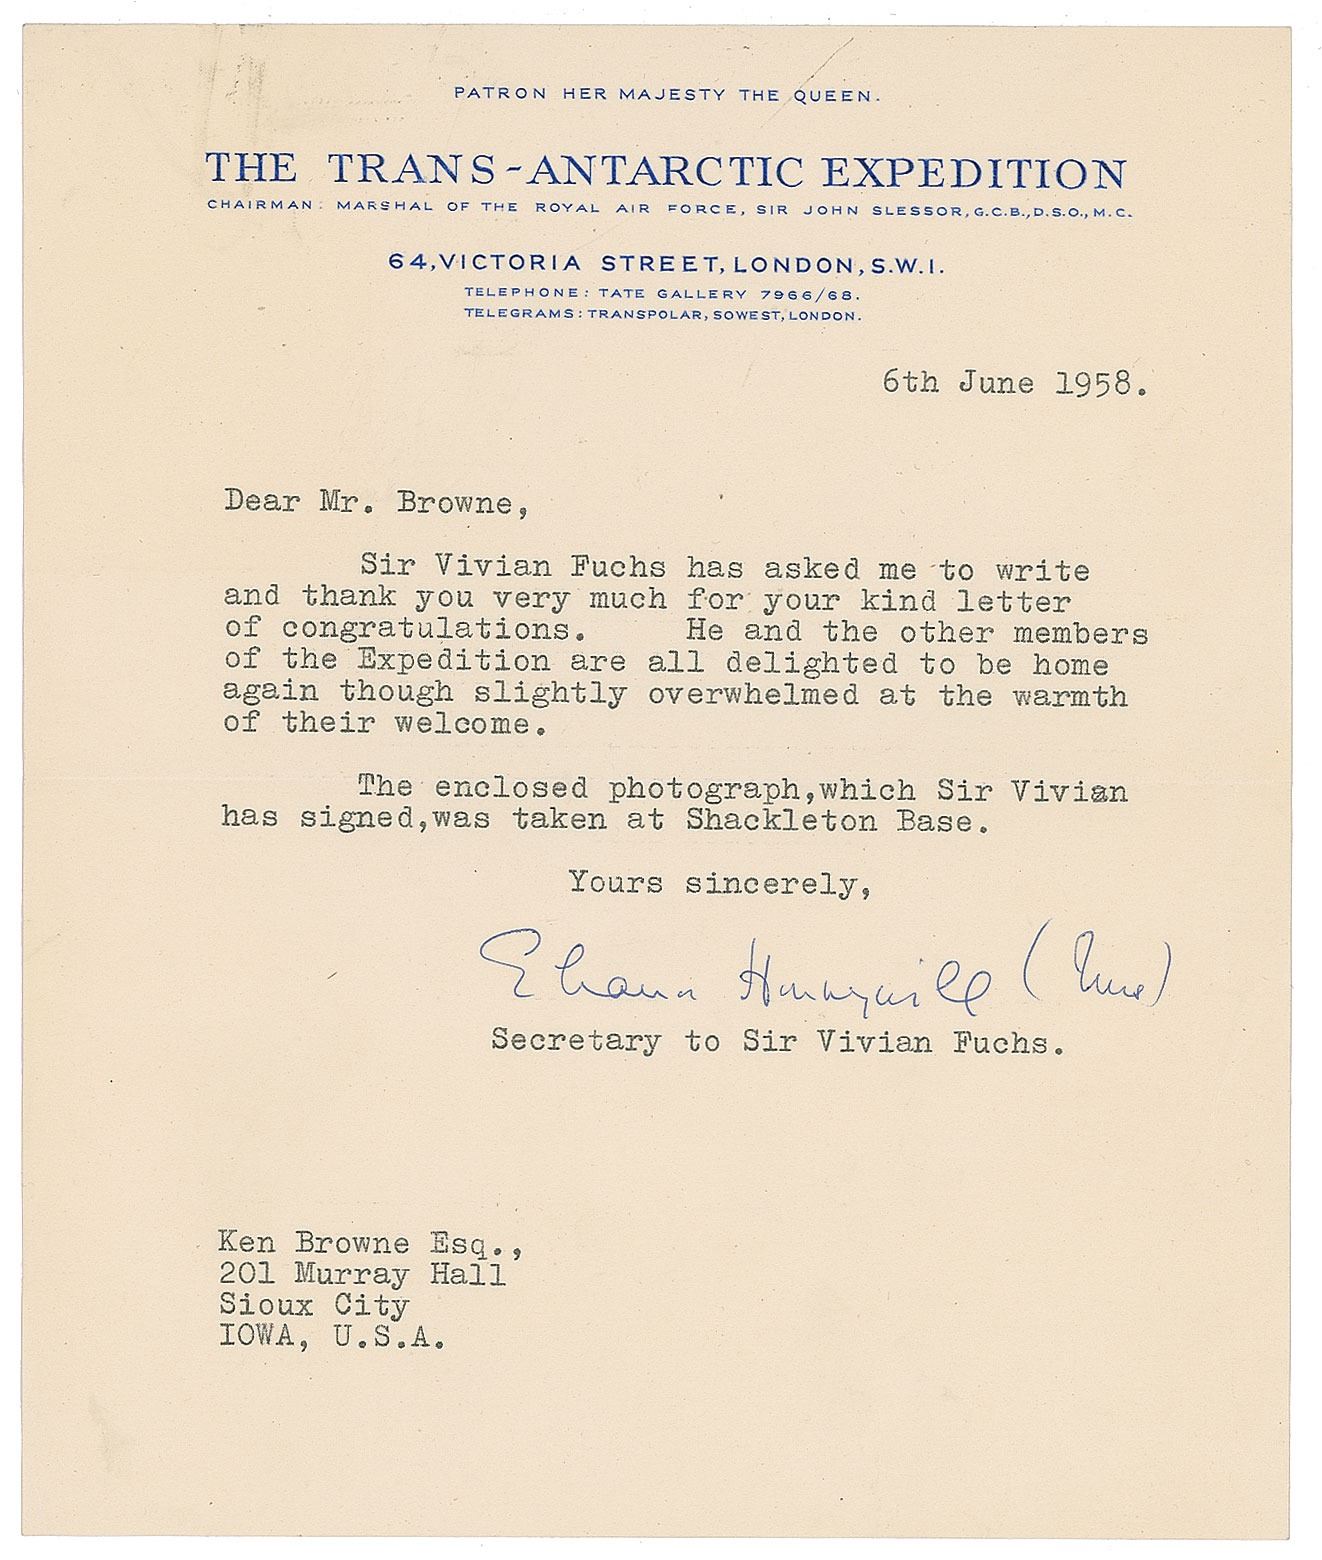 PATRON HER MAJESTY THE QUEEN.
THE TRANS-ANTARCTIC EXPEDITION
CHAIRMAN: MARSHAL OF THE ROYAL AIR FORCE, SIR JOHN SLESSOR, G.C.B., D.S.O., M.C.
64, VICTORIA STREET, LONDON, S.W.I.
TELEPHONE: TATE GALLERY 7966/68.
TELEGRAMS: TRANSPOLAR, SOWEST, LONDON.
6th June 1958.
Dear Mr. Browne,
Sir Vivian Fuchs has asked me to write
and thank you very much for your kind letter
of congratulations. He and the other members
of the Expedition are all delighted to be home
again though slightly overwhelmed at the warmth
of their welcome.
The enclosed photograph,which Sir Vivian
has signed,was taken at Shackleton Base.
Yours sincerely,
Honeywill (Mrs)
Secretary to Sir Vivian Fuchs.
Ken Browne Esq.,
201 Murray Hall
Sioux City
IOWA, U.S.A.